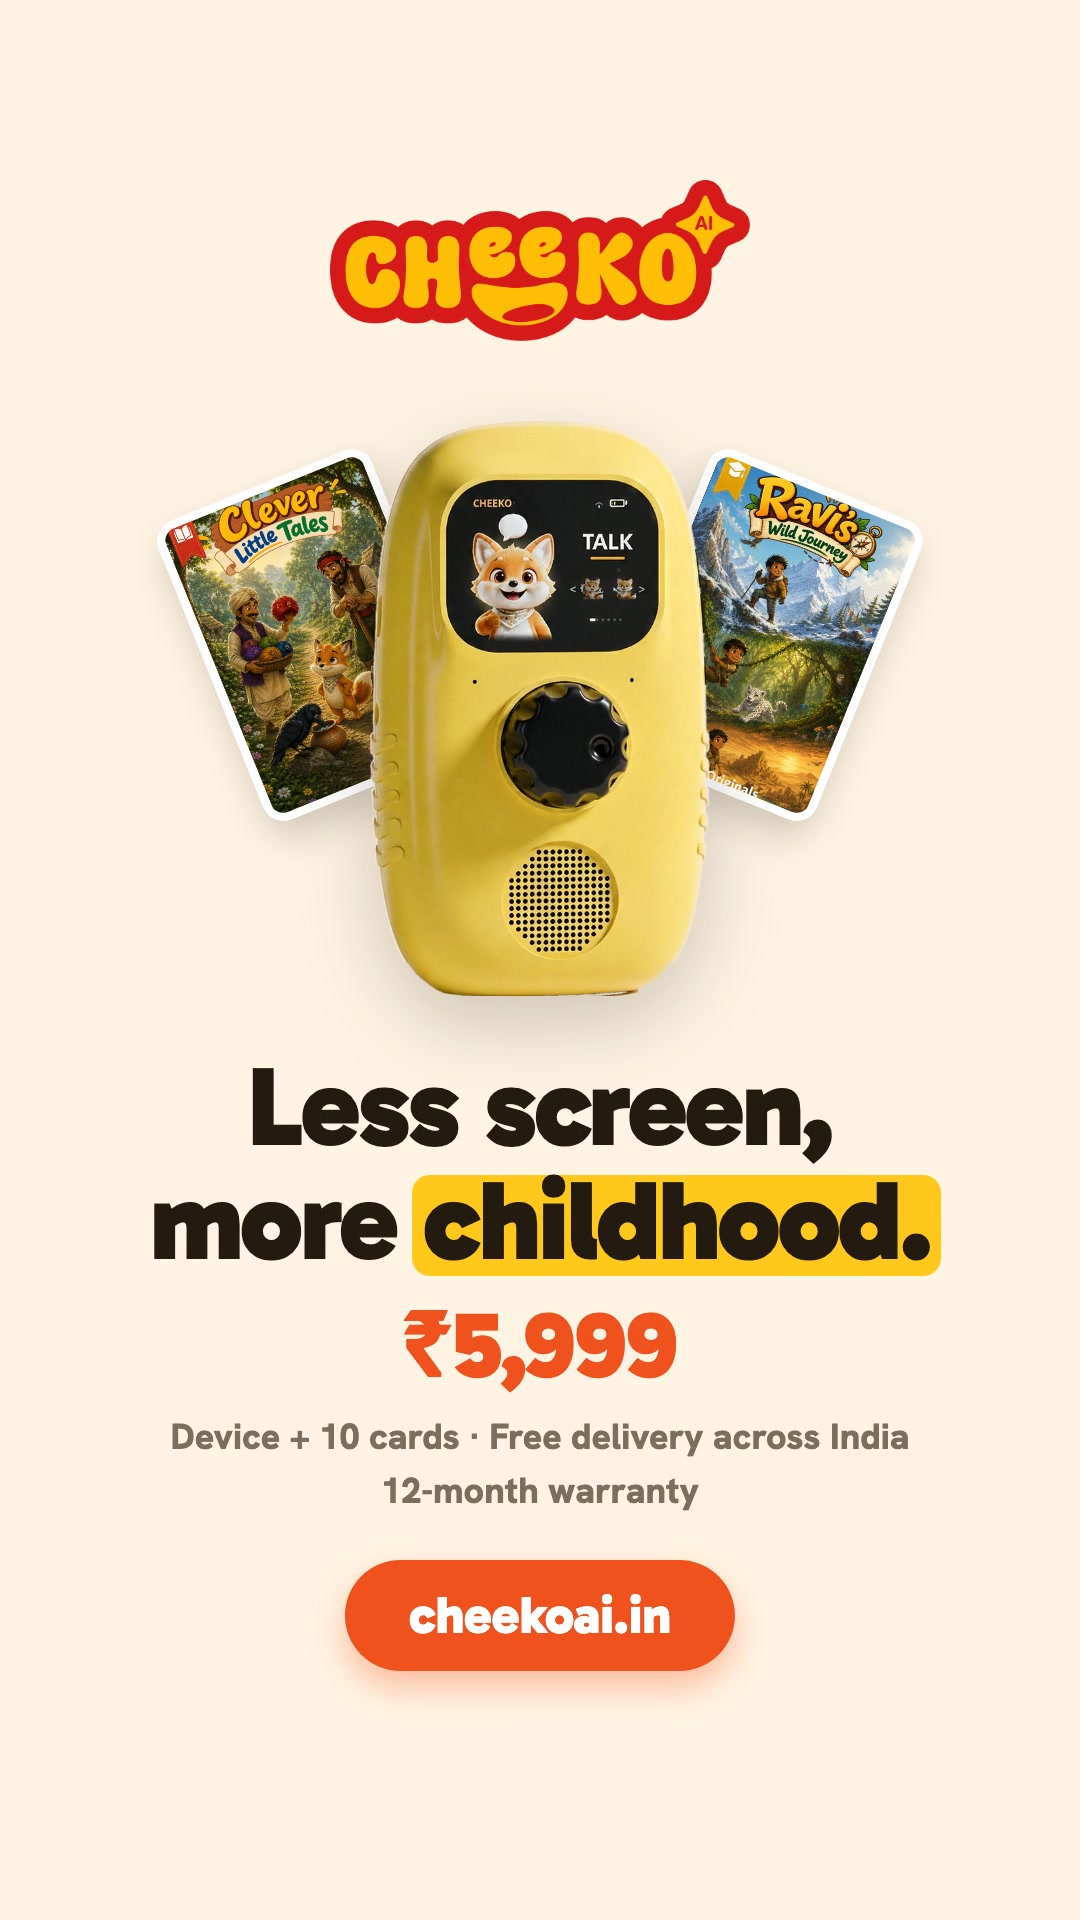 CHEEKO AI
Clever
Little Tales
CHEEKO
TALK
< >
Ravi's
Wild Journey
Originals
Less screen,
more childhood.
₹5,999
Device + 10 cards · Free delivery across India
12-month warranty
cheekoai.in